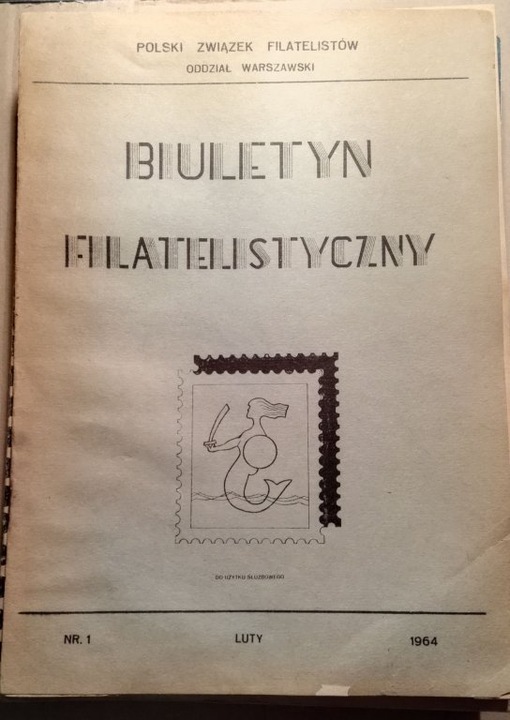 POLSKI ZWIĄZEK FILATELISTÓW
ODDZIAŁ WARSZAWSKI
BIULETYN
FILATELISTYCZNY
DO UŻYTKU SŁUŻBOWEGO
NR. 1 LUTY 1964